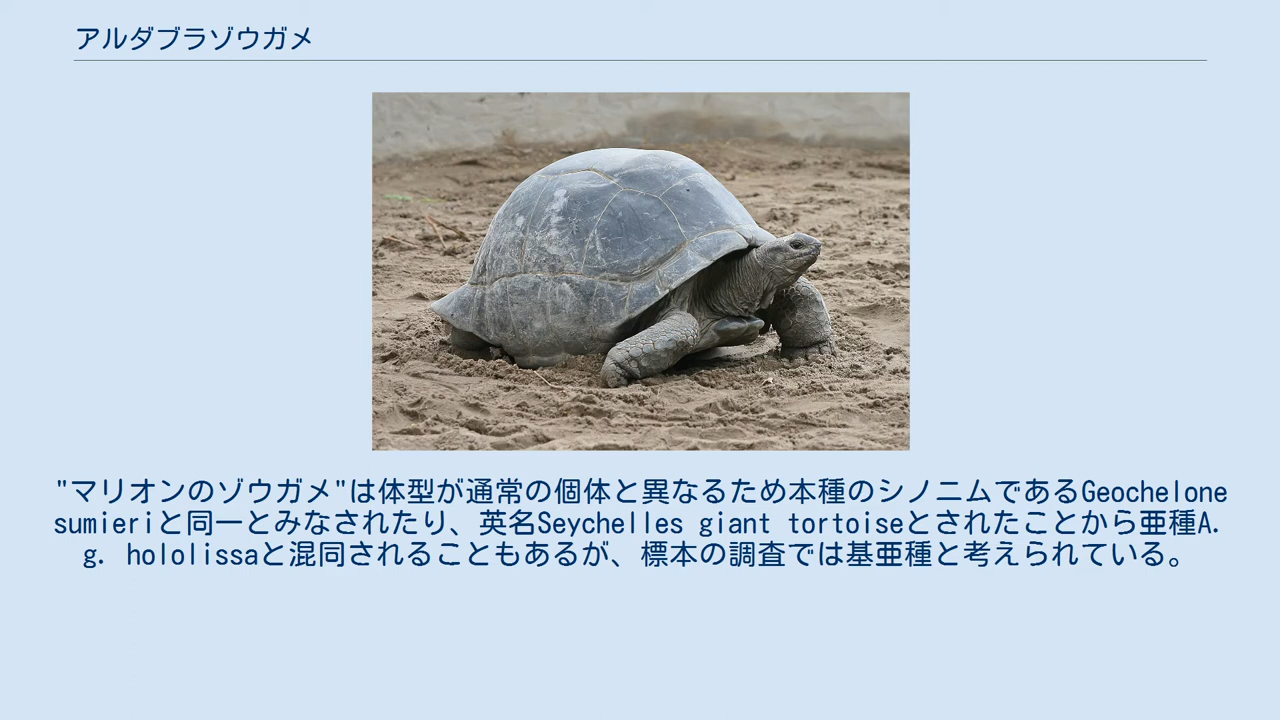 アルダブラゾウガメ
"マリオンのゾウガメ"は体型が通常の個体と異なるため本種のシノニムであるGeochelone
sumieriと同一とみなされたり、英名Seychelles giant tortoiseとされたことから亜種A.
g. hololissaと混同されることもあるが、標本の調査では基亜種と考えられている。